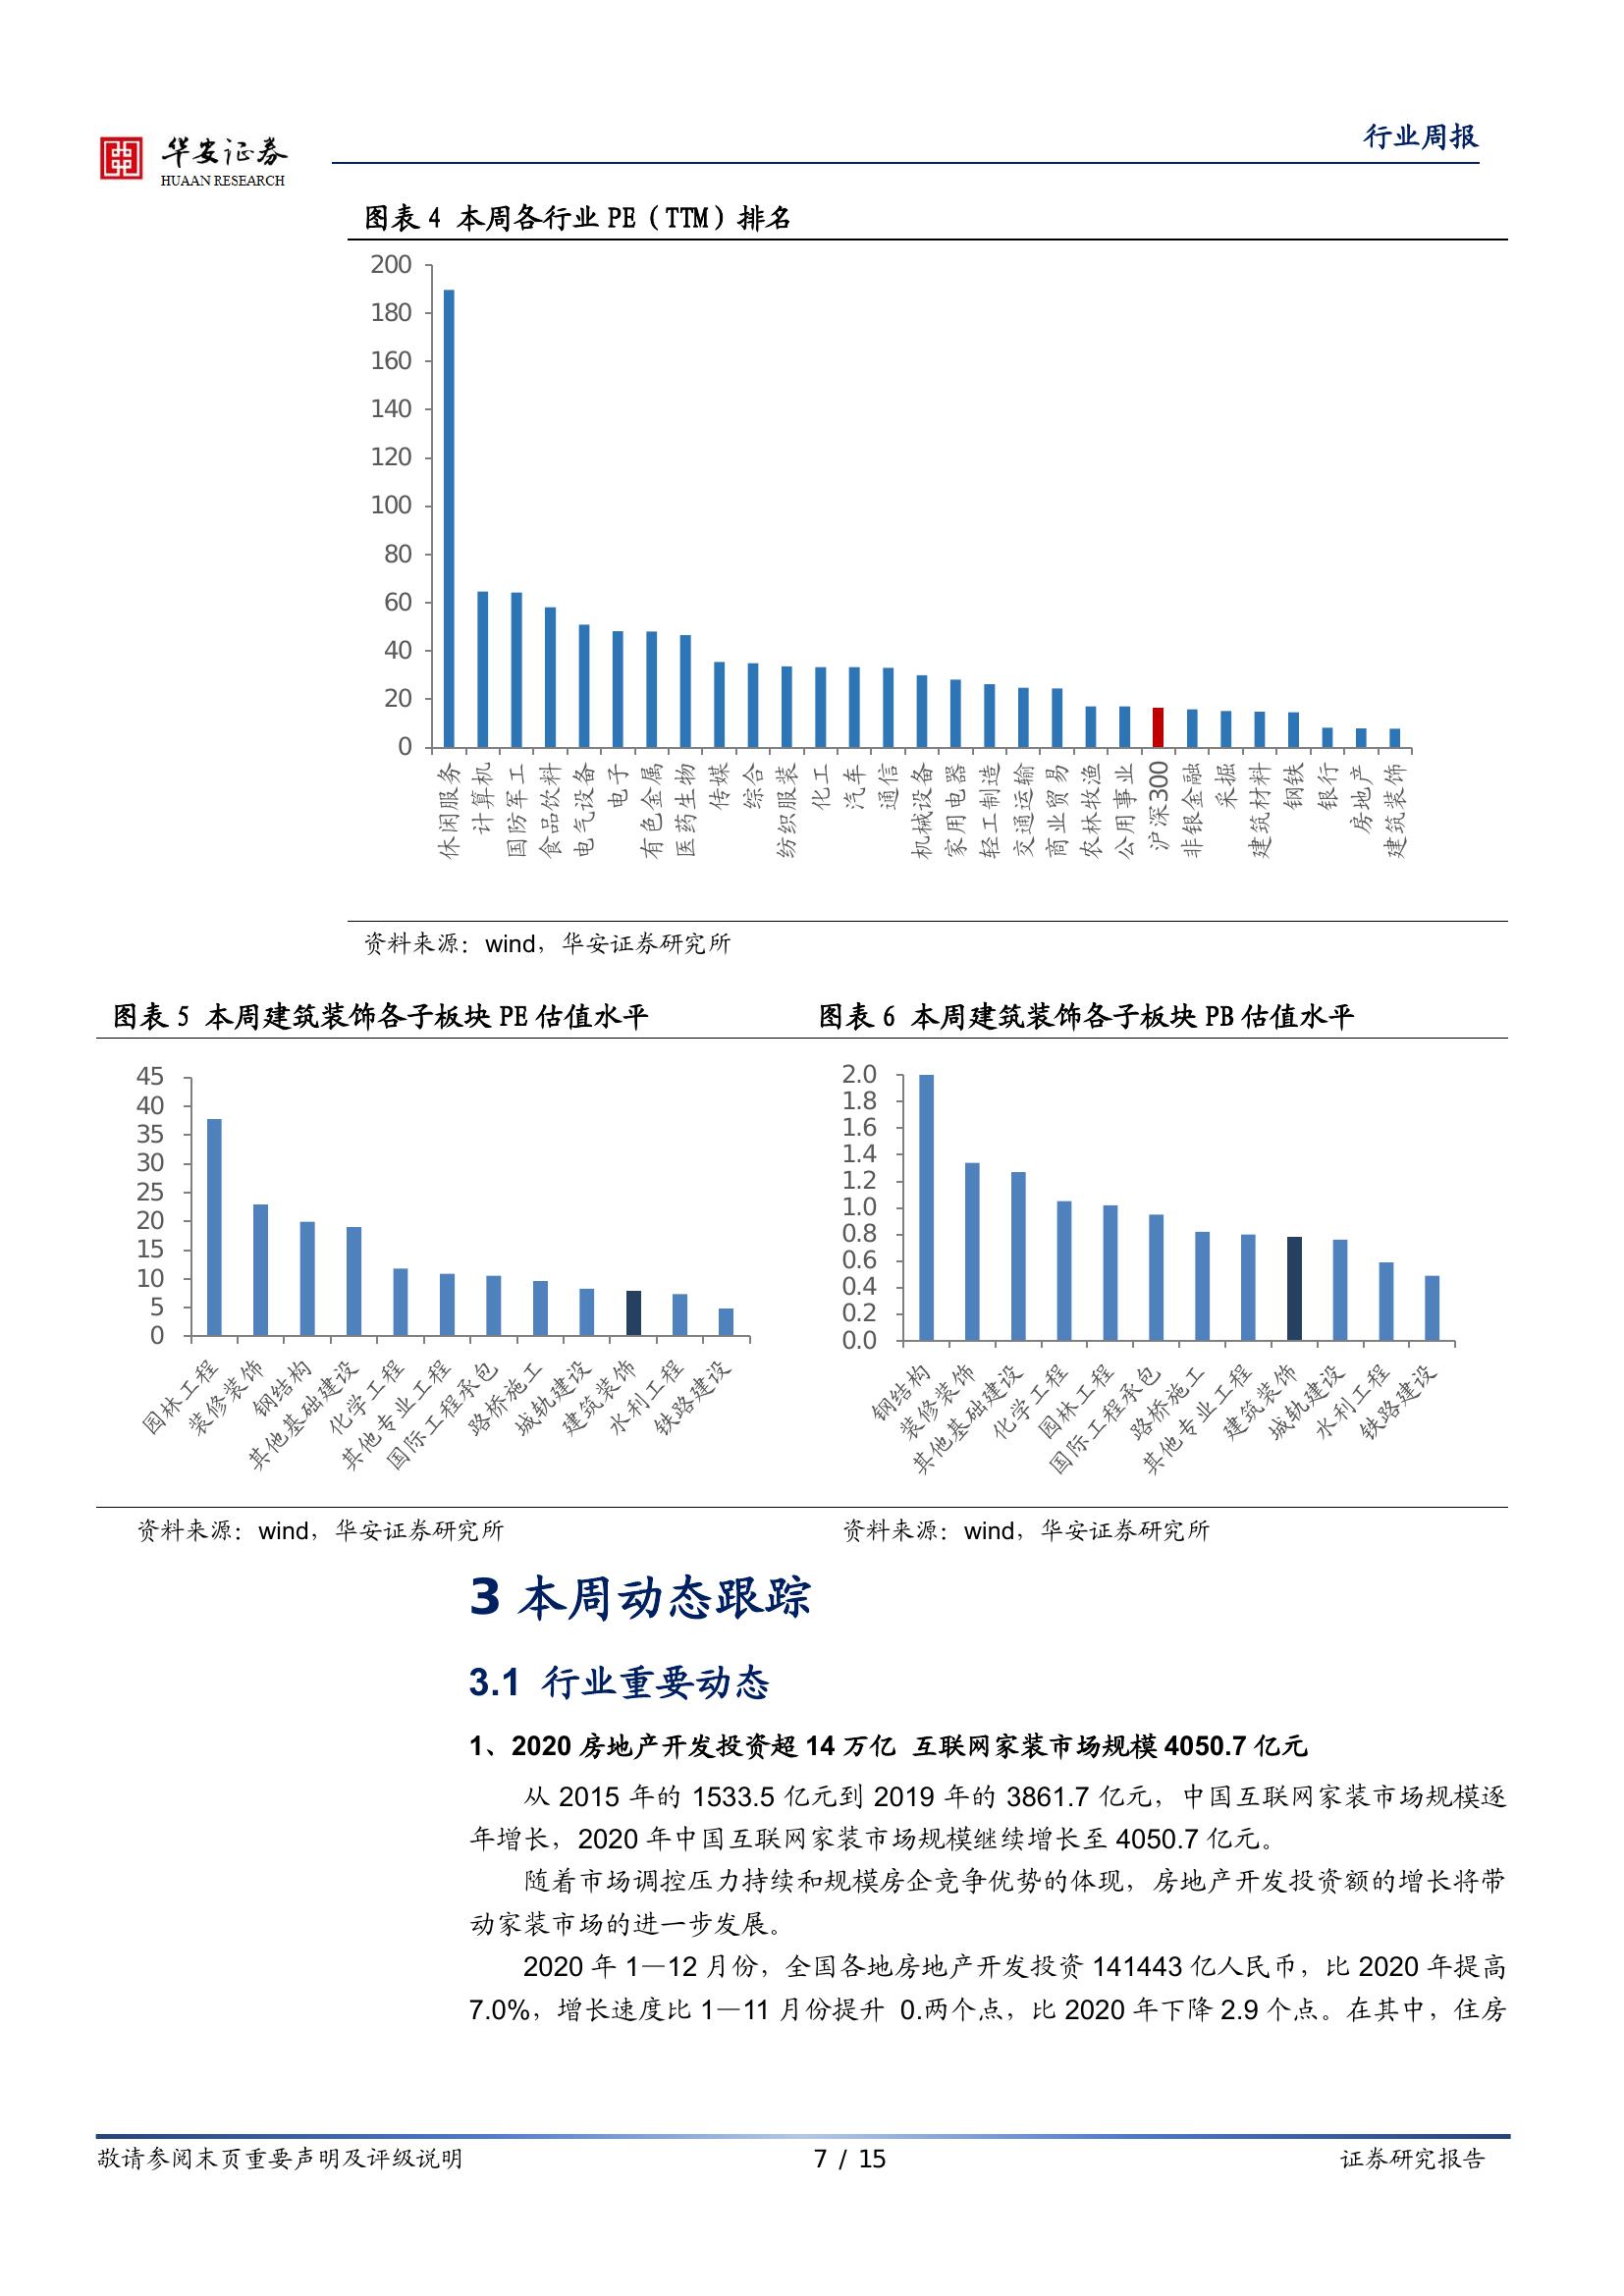 华安证券
HUAAN RESEARCH
行业周报
图表 4 本周各行业 PE（TTM）排名
200
180
160
140
120
100
80
60
40
20
0
休闲服务
计算机
国防军工
食品饮料
电气设备
电子
有色金属
医药生物
传媒
综合
纺织服装
化工
汽车
通信
机械设备
家用电器
轻工制造
交通运输
商业贸易
农林牧渔
公用事业
沪深300
非银金融
采掘
建筑材料
钢铁
银行
房地产
建筑装饰
资料来源：wind，华安证券研究所
图表 5 本周建筑装饰各子板块 PE 估值水平
45
40
35
30
25
20
15
10
5
0
园林工程
装修装饰
钢结构
其他基础建设
化学工程
其他专业工程
国际工程承包
路桥施工
城轨建设
建筑装饰
水利工程
铁路建设
资料来源：wind，华安证券研究所
图表 6 本周建筑装饰各子板块 PB 估值水平
2.0
1.8
1.6
1.4
1.2
1.0
0.8
0.6
0.4
0.2
0.0
钢结构
装修装饰
其他基础建设
化学工程
园林工程
国际工程承包
路桥施工
其他专业工程
建筑装饰
城轨建设
水利工程
铁路建设
资料来源：wind，华安证券研究所
3 本周动态跟踪
3.1 行业重要动态
1、2020 房地产开发投资超 14 万亿 互联网家装市场规模 4050.7 亿元
从 2015 年的 1533.5 亿元到 2019 年的 3861.7 亿元，中国互联网家装市场规模逐
年增长，2020 年中国互联网家装市场规模继续增长至 4050.7 亿元。
随着市场调控压力持续和规模房企竞争优势的体现，房地产开发投资额的增长将带
动家装市场的进一步发展。
2020 年 1—12 月份，全国各地房地产开发投资 141443 亿人民币，比 2020 年提高
7.0%，增长速度比 1—11 月份提升 0.两个点，比 2020 年下降 2.9 个点。在其中，住房
敬请参阅末页重要声明及评级说明
7 / 15
证券研究报告